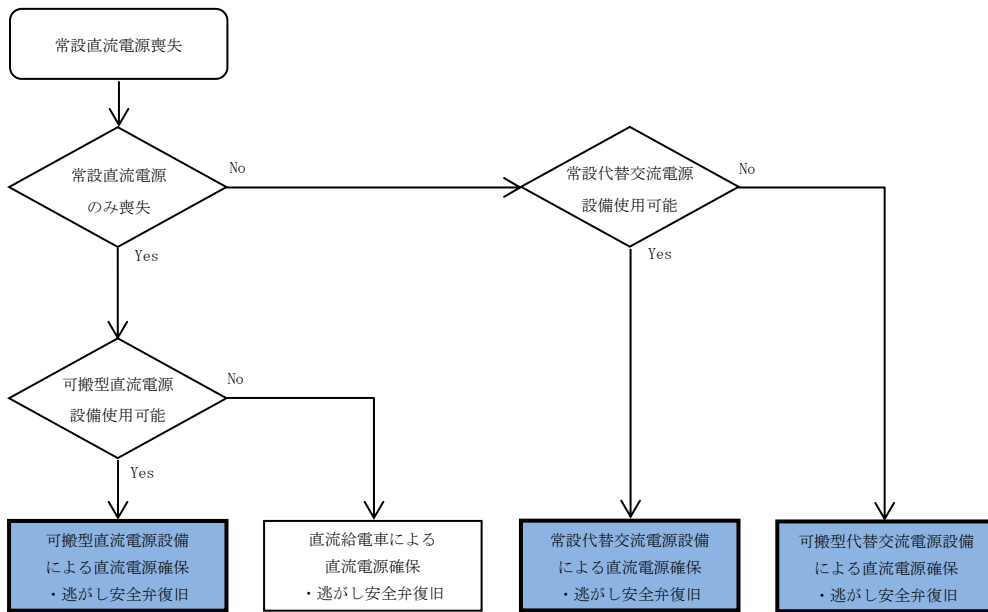 常設直流電源喪失
常設直流電源
のみ喪失
No
常設代替交流電源
設備使用可能
No
Yes
Yes
可搬型直流電源
設備使用可能
No
Yes
可搬型直流電源設備
による直流電源確保
・逃がし安全弁復旧
直流給電車による
直流電源確保
・逃がし安全弁復旧
常設代替交流電源設備
による直流電源確保
・逃がし安全弁復旧
可搬型代替交流電源設備
による直流電源確保
・逃がし安全弁復旧